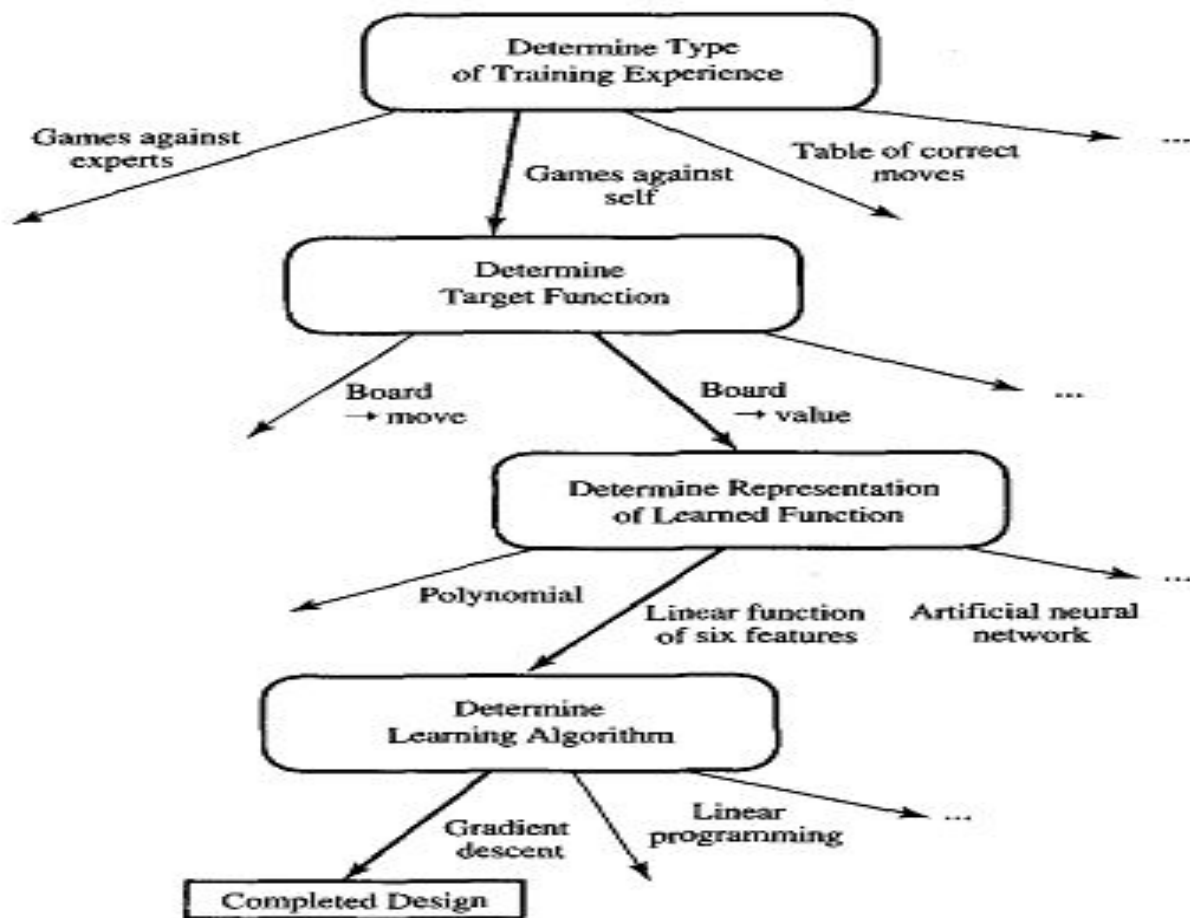 Determine Type
of Training Experience
Games against
experts
Games against
self
Table of correct
moves
...
Determine
Target Function
Board
→ move
Board
→ value
...
Determine Representation
of Learned Function
Polynomial
Linear function
of six features
Artificial neural
network
...
Determine
Learning Algorithm
Gradient
descent
Linear
programming
...
Completed Design